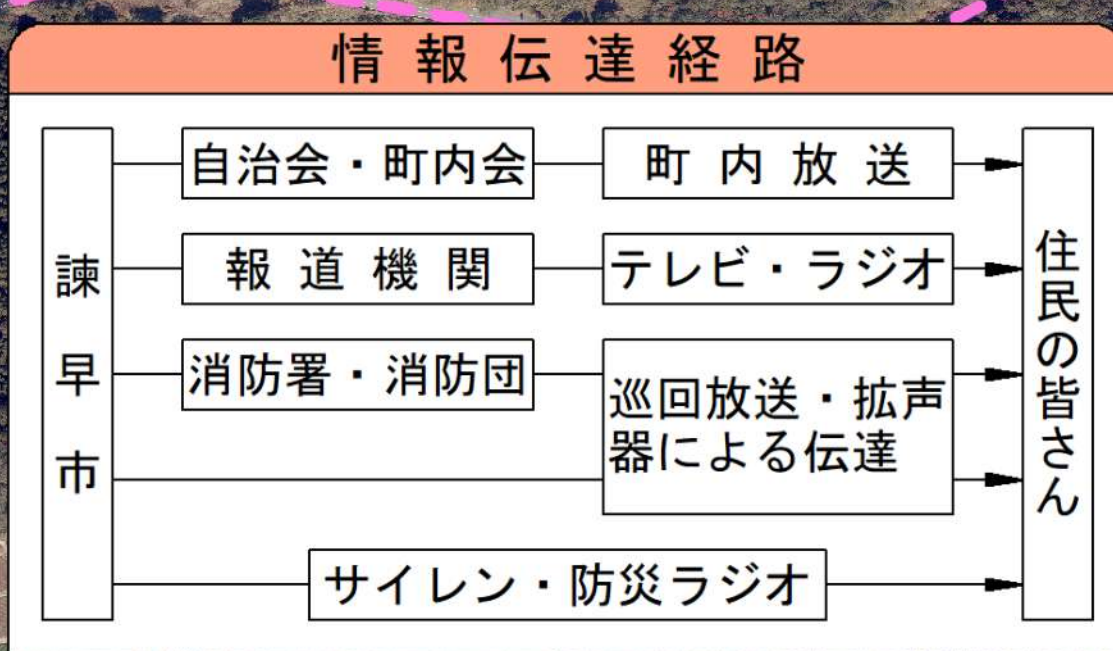 情報伝達経路
諫早市
自治会・町内会
町内放送
報道機関
テレビ・ラジオ
消防署・消防団
巡回放送・拡声
器による伝達
サイレン・防災ラジオ
住民の皆さん